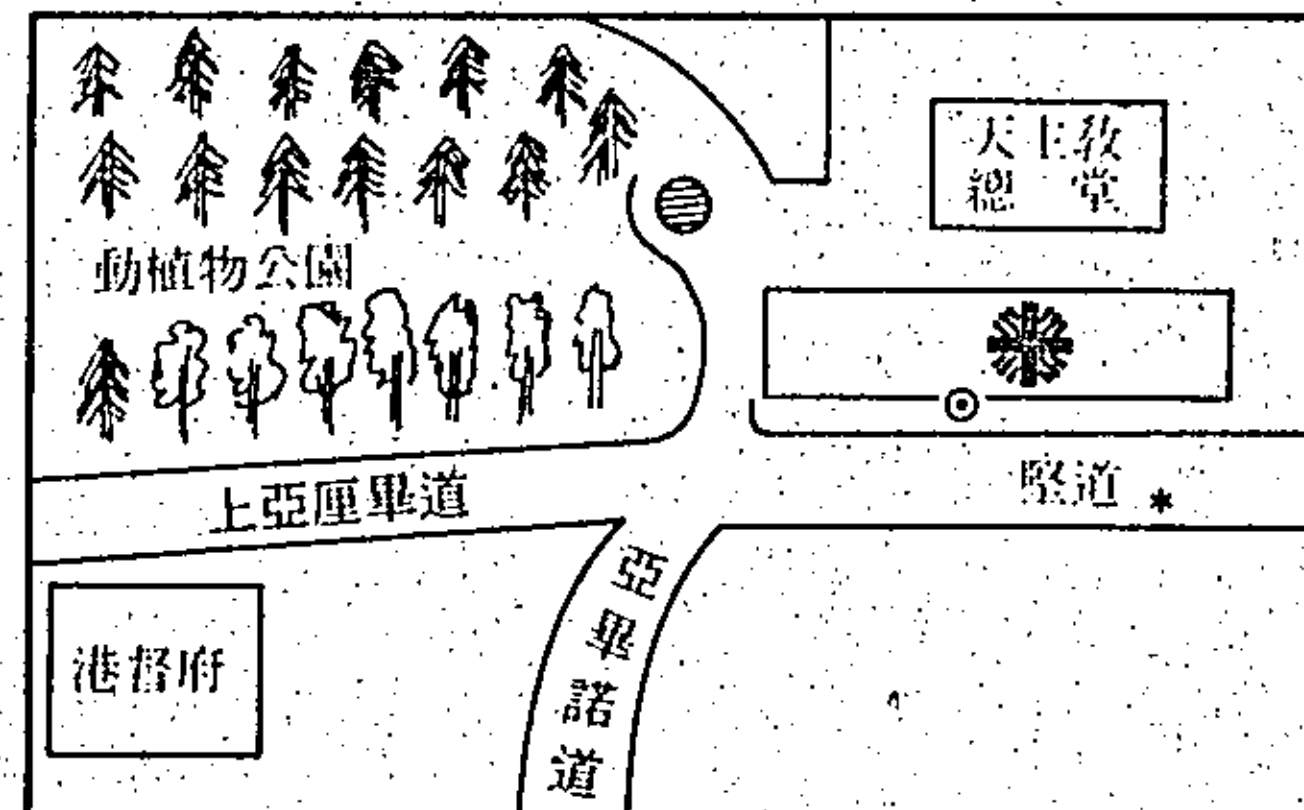 天主教
總堂
動植物公園
上亞厘畢道
堅道 *
亞畢諾道
港督府